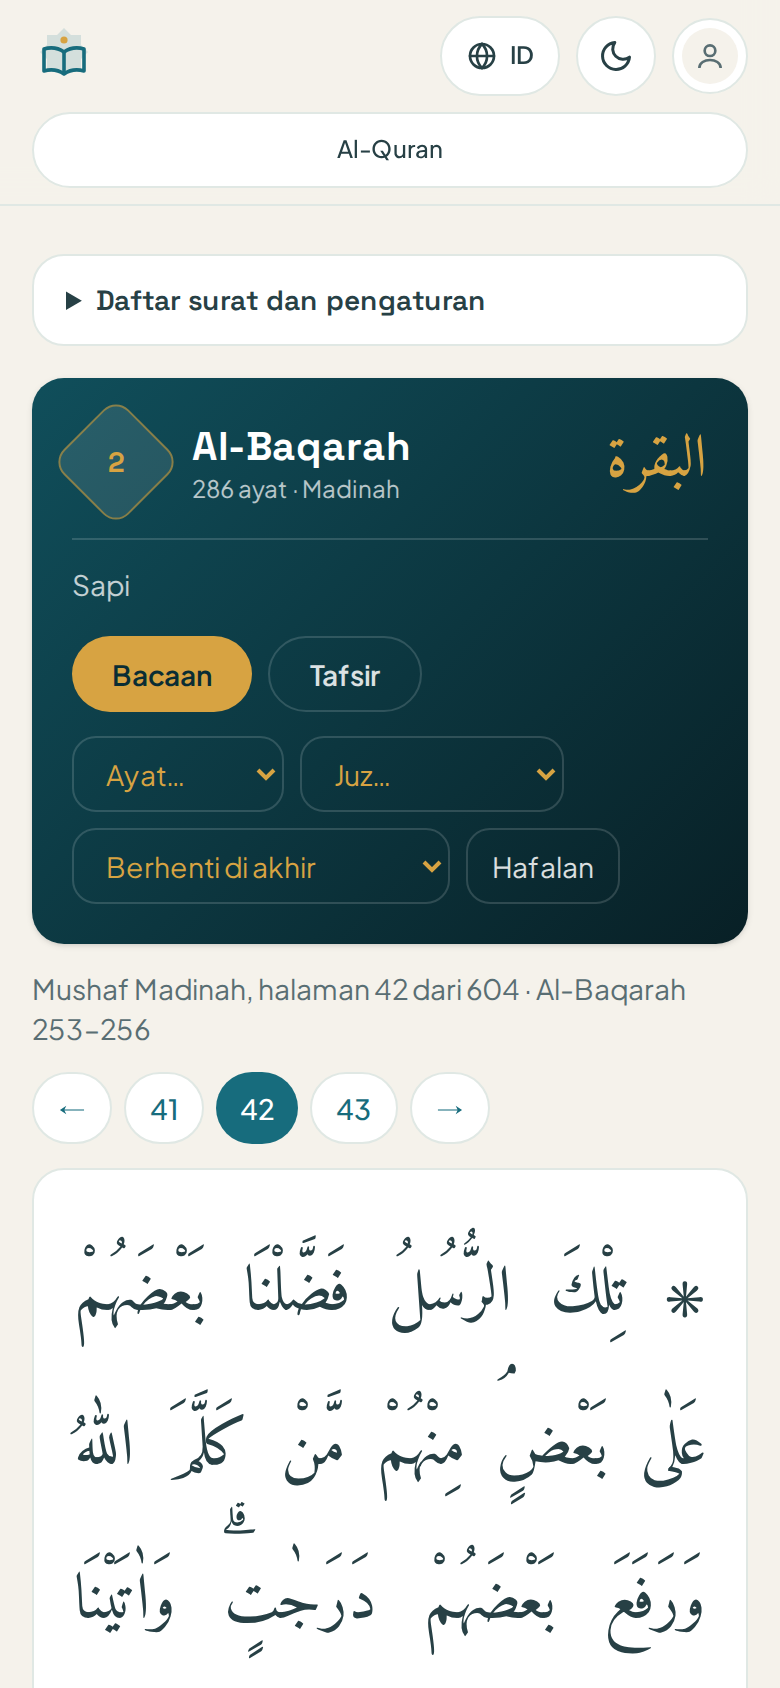 ID
Al-Quran
Daftar surat dan pengaturan
2
Al-Baqarah
البقرة
286 ayat · Madinah
Sapi
Bacaan Tafsir
Ayat... Juz...
Berhenti di akhir Hafalan
Mushaf Madinah, halaman 42 dari 604 · Al-Baqarah
253–256
← 41 42 43 →
۞ تِلْكَ الرُّسُلُ فَضَّلْنَا بَعْضَهُمْ
عَلٰى بَعْضٍۘ مِنْهُمْ مَّنْ كَلَّمَ اللّٰهُ
وَرَفَعَ بَعْضَهُمْ دَرَجٰتٍۗ وَاٰتَيْنَا